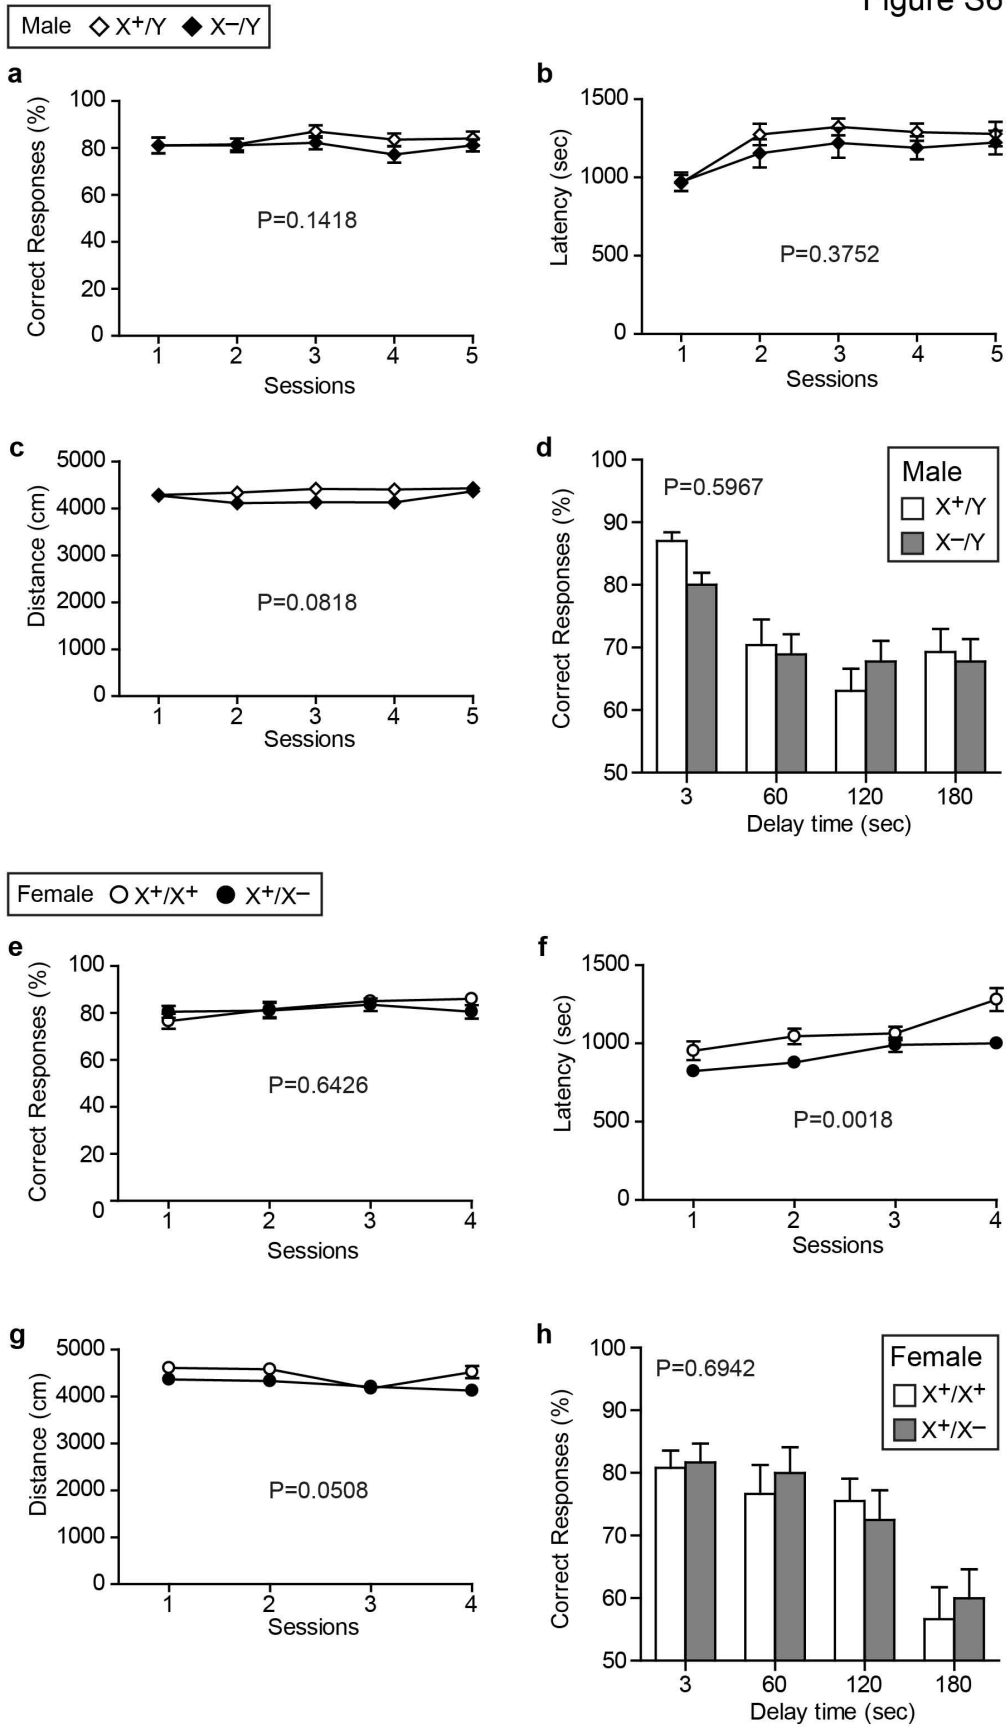 Figure S6
Male X+/Y X–/Y
a
Correct Responses (%)
100
80
60
40
20
0
P=0.1418
1 2 3 4 5
Sessions
b
Latency (sec)
1500
1000
500
0
P=0.3752
1 2 3 4 5
Sessions
c
Distance (cm)
5000
4000
3000
2000
1000
0
P=0.0818
1 2 3 4 5
Sessions
d
Correct Responses (%)
100
90
80
70
60
50
P=0.5967
Male
X+/Y
X–/Y
3 60 120 180
Delay time (sec)
Female X+/X+ X+/X–
e
Correct Responses (%)
100
80
60
40
20
0
P=0.6426
1 2 3 4
Sessions
f
Latency (sec)
1500
1000
500
0
P=0.0018
1 2 3 4
Sessions
g
Distance (cm)
5000
4000
3000
2000
1000
0
P=0.0508
1 2 3 4
Sessions
h
Correct Responses (%)
100
90
80
70
60
50
P=0.6942
Female
X+/X+
X+/X–
3 60 120 180
Delay time (sec)